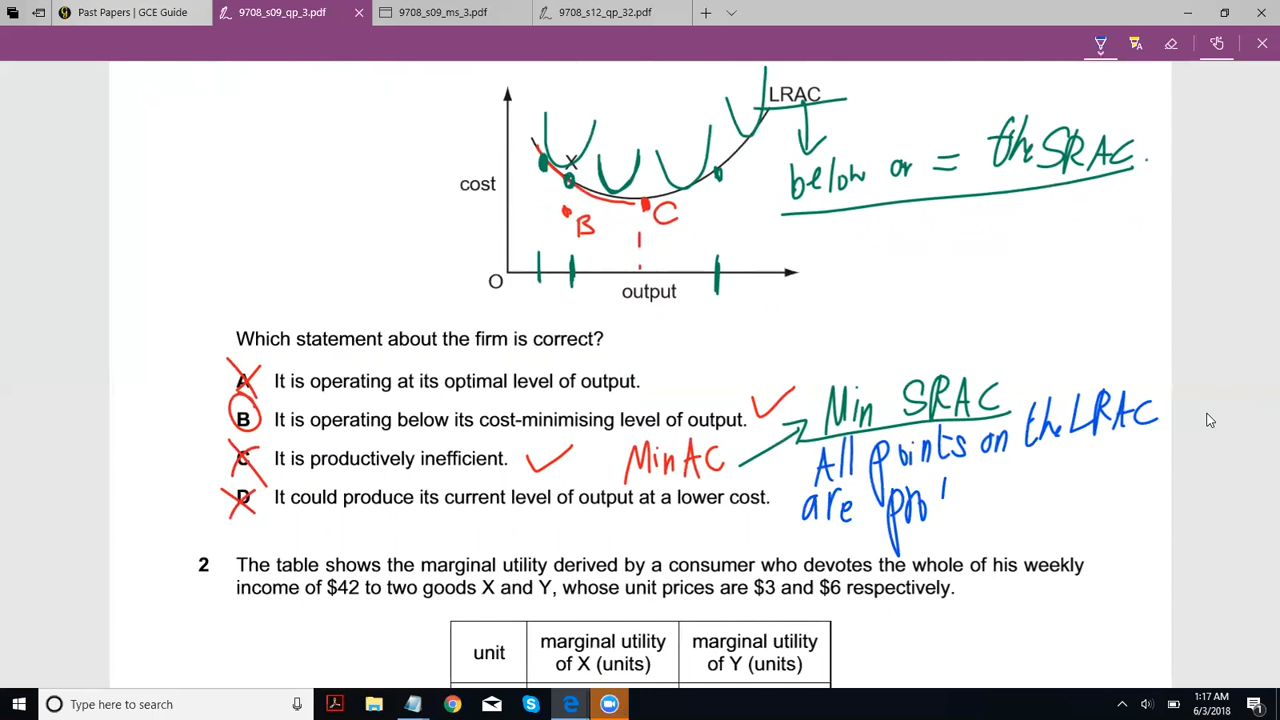 Past Papers | GCE Guide
9708_s09_qp_3.pdf
9708_s09_ms_3.pdf
9708_s12_qp_32.pdf
LRAC
below or = the SRAC.
X
cost
B
C
O
output
Which statement about the firm is correct?
A It is operating at its optimal level of output.
B It is operating below its cost-minimising level of output.
Min SRAC
C It is productively inefficient.
Min AC
All points on the LRAC
are pro
D It could produce its current level of output at a lower cost.
2 The table shows the marginal utility derived by a consumer who devotes the whole of his weekly
income of $42 to two goods X and Y, whose unit prices are $3 and $6 respectively.
unit
marginal utility
of X (units)
marginal utility
of Y (units)
Type here to search
1:17 AM
6/3/2018